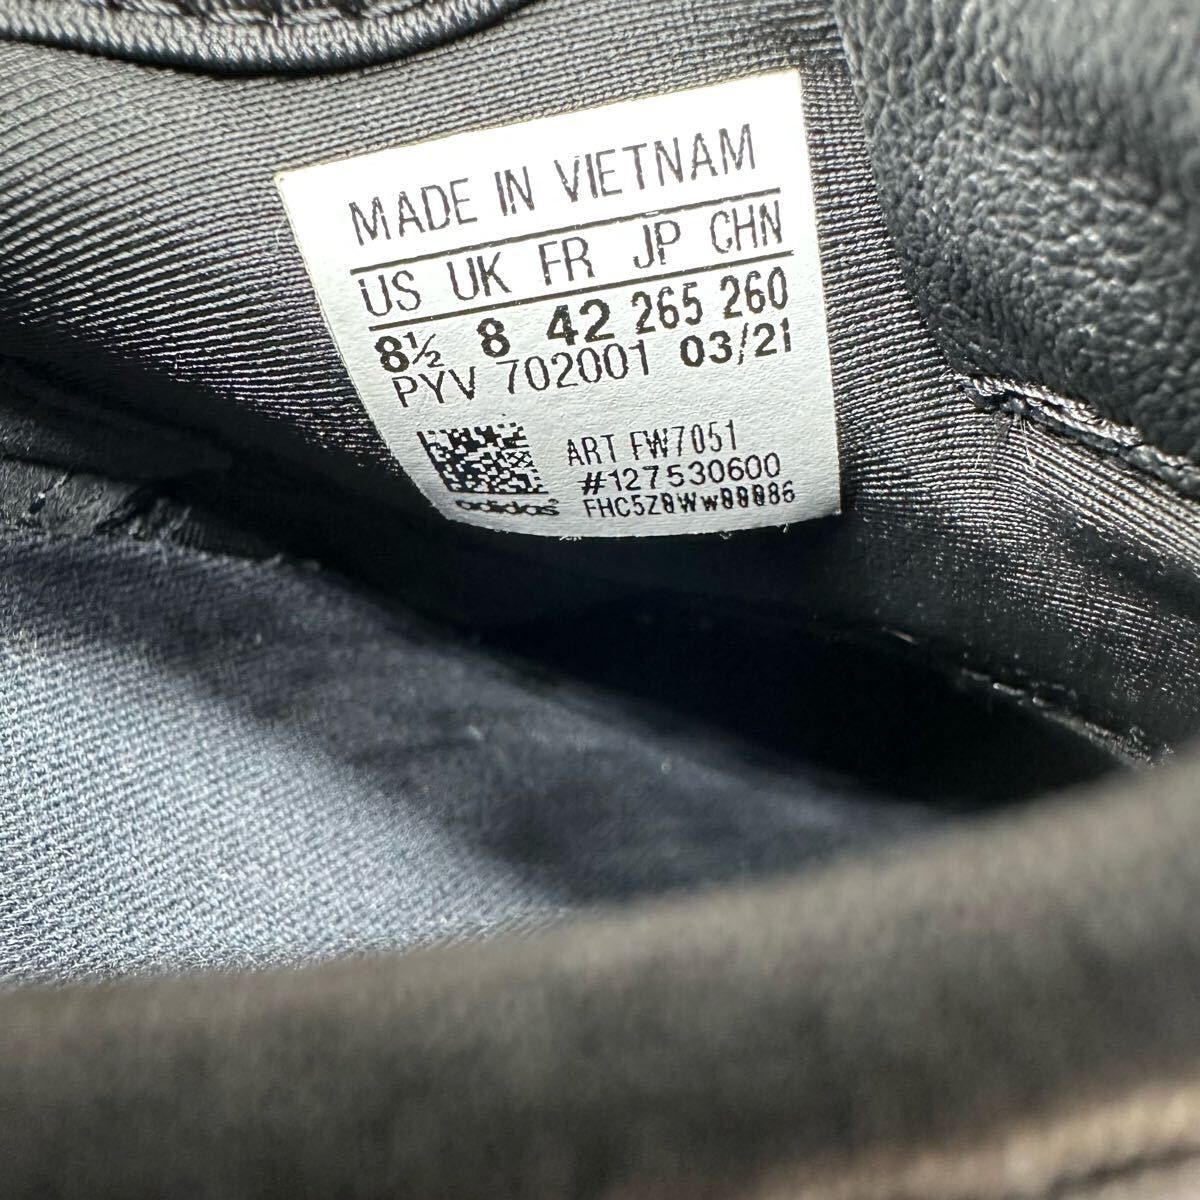 MADE IN VIETNAM
US UK FR JP CHN
8½ 8 42 265 260
PYV 702001 03/21
ART FW7051
#127530600
adidas